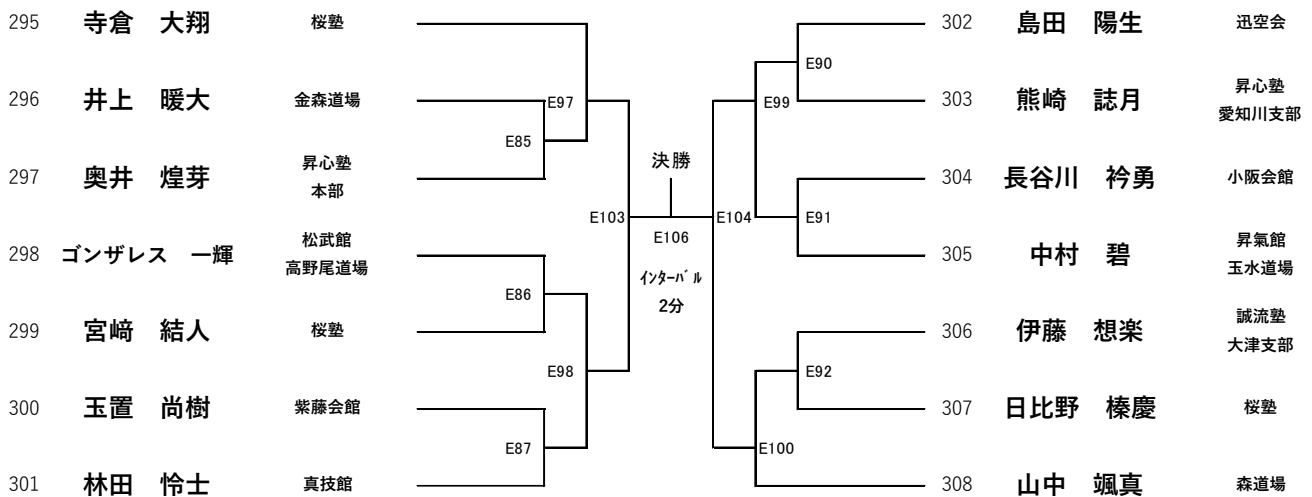 295 寺倉 大翔 桜塾
296 井上 暖大 金森道場
297 奥井 煌芽 昇心塾
本部
298 ゴンザレス 一輝 松武館
高野尾道場
299 宮﨑 結人 桜塾
300 玉置 尚樹 紫藤会館
301 林田 怜士 真技館
E97
E85
E103
E86
E98
E87
決勝
E106
インターバル
2分
E90
E99
E104
E91
E92
E100
302 島田 陽生 迅空会
303 熊崎 誌月 昇心塾
愛知川支部
304 長谷川 衿勇 小阪会館
305 中村 碧 昇氣館
玉水道場
306 伊藤 想楽 誠流塾
大津支部
307 日比野 榛慶 桜塾
308 山中 颯真 森道場